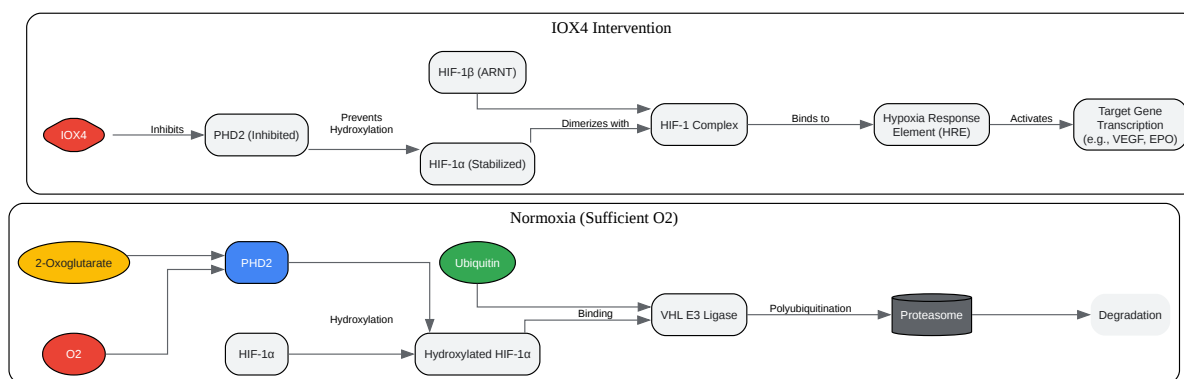 IOX4 Intervention
HIF-1β (ARNT)
IOX4
Inhibits
PHD2 (Inhibited)
Prevents
Hydroxylation
HIF-1α (Stabilized)
Dimerizes with
HIF-1 Complex
Binds to
Hypoxia Response
Element (HRE)
Activates
Target Gene
Transcription
(e.g., VEGF, EPO)
Normoxia (Sufficient O2)
2-Oxoglutarate
PHD2
Ubiquitin
O2
HIF-1α
Hydroxylation
Hydroxylated HIF-1α
Binding
VHL E3 Ligase
Polyubiquitination
Proteasome
Degradation